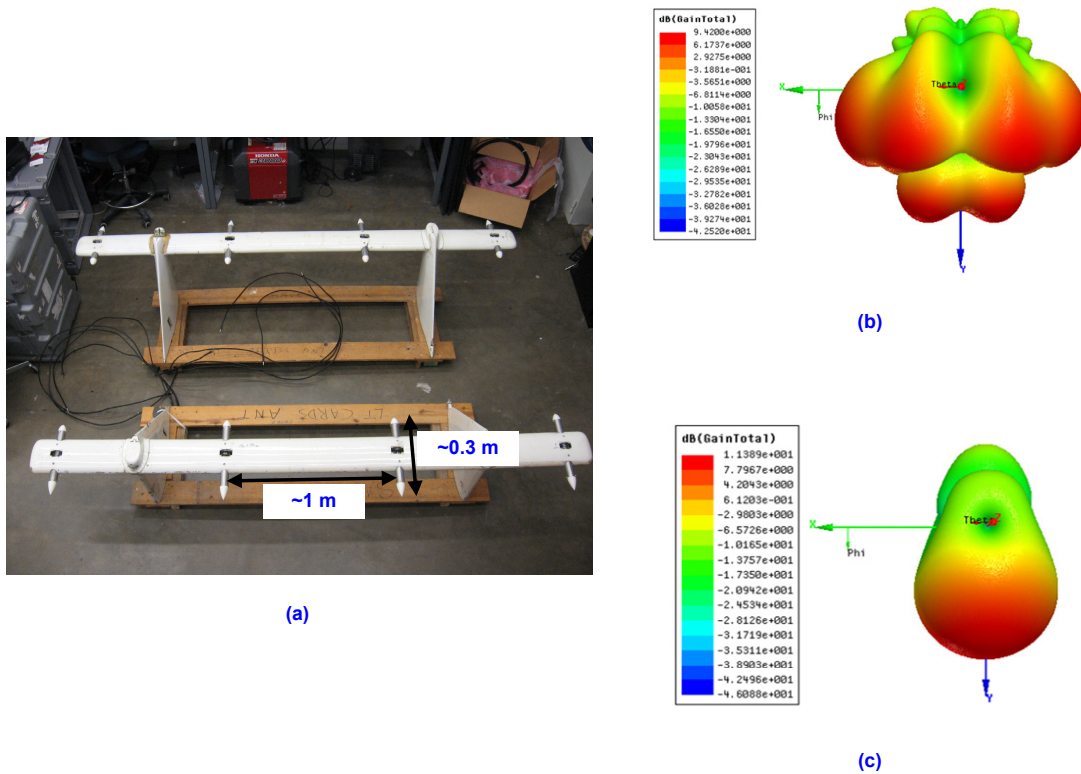 HONDA
LT CARDS ANT
~0.3 m
~1 m
(a)
dB(GainTotal)
9.4200e+000
6.1737e+000
2.9275e+000
-3.1881e-001
-3.5651e+000
-6.8114e+000
-1.0058e+001
-1.3304e+001
-1.6550e+001
-1.9796e+001
-2.3043e+001
-2.6289e+001
-2.9535e+001
-3.2782e+001
-3.6028e+001
-3.9274e+001
-4.2520e+001
X
Phi
Theta
Z
Y
(b)
dB(GainTotal)
1.1389e+001
7.7967e+000
4.2043e+000
6.1203e-001
-2.9803e+000
-6.5726e+000
-1.0165e+001
-1.3757e+001
-1.7350e+001
-2.0942e+001
-2.4534e+001
-2.8126e+001
-3.1719e+001
-3.5311e+001
-3.8903e+001
-4.2496e+001
-4.6088e+001
X
Phi
Theta
Z
Y
(c)